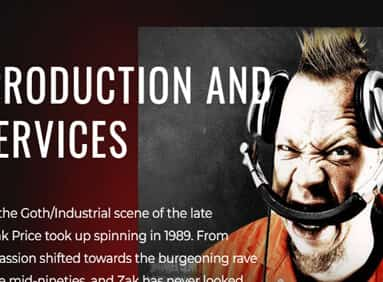 RODUCTION AND
ERVICES
the Goth/Industrial scene of the late
k Price took up spinning in 1989. From
assion shifted towards the burgeoning rave
e mid-nineties, and Zak has never looked